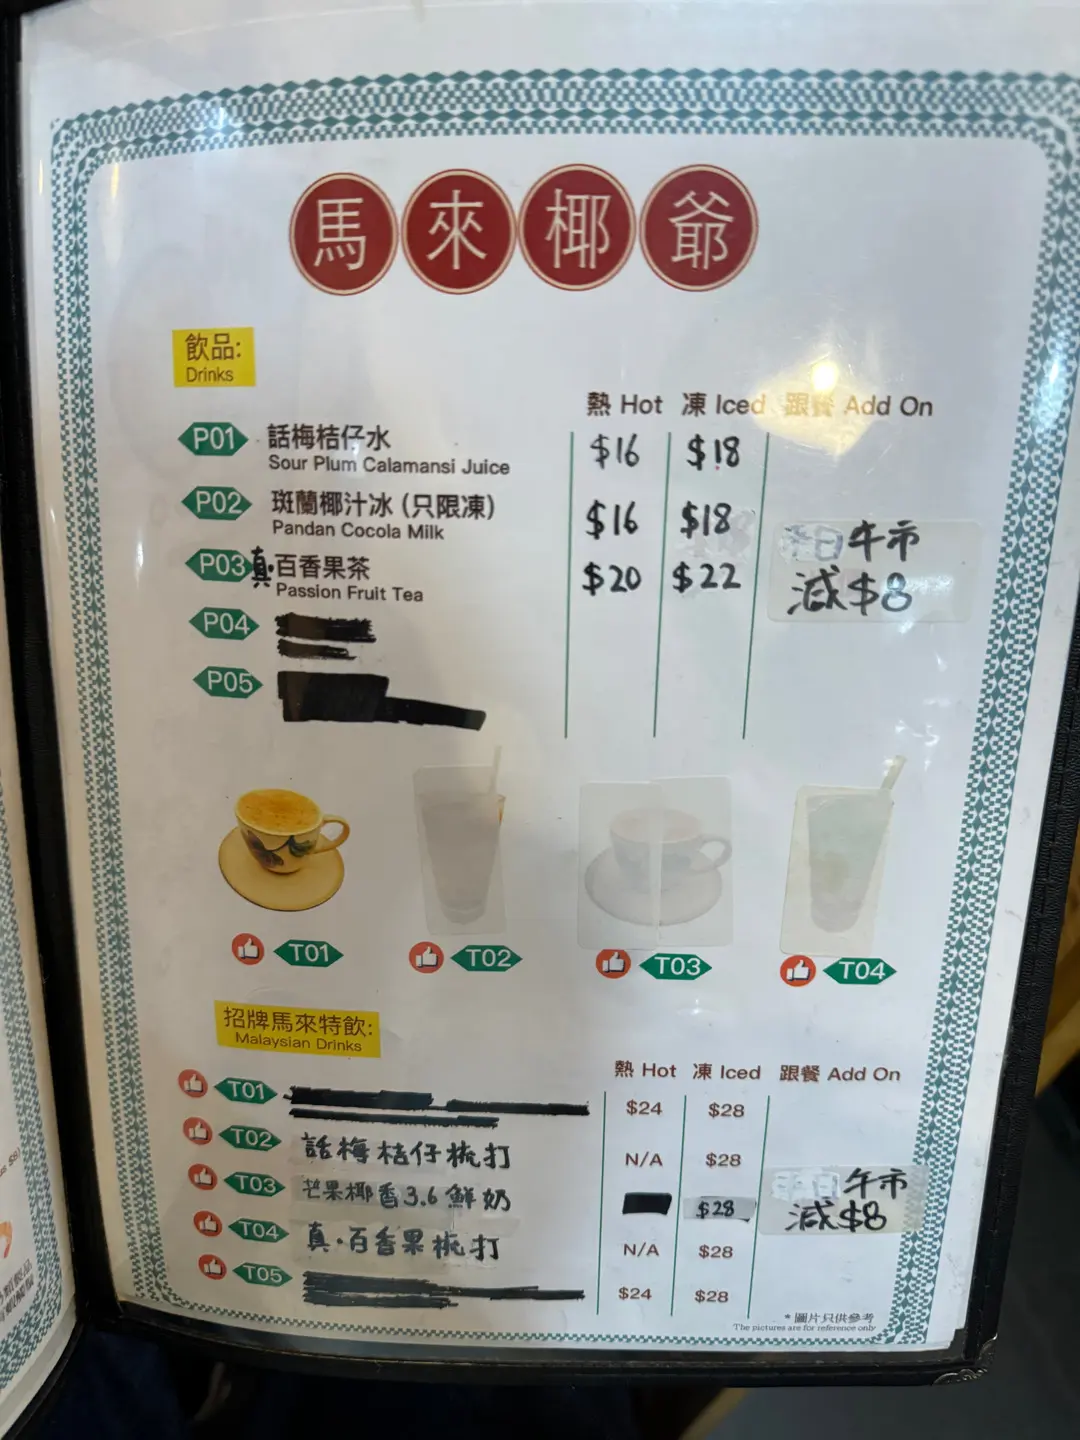 馬來椰爺
飲品:
Drinks
熱 Hot 凍 Iced 跟餐 Add On
P01 話梅桔仔水 $16 $18
Sour Plum Calamansi Juice
P02 斑蘭椰汁冰 (只限凍) $16 $18
Pandan Cocola Milk
平日午市
減$8
P03 真·百香果茶 $20 $22
Passion Fruit Tea
P04
P05
T01 T02 T03 T04
招牌馬來特飲:
Malaysian Drinks
熱 Hot 凍 Iced 跟餐 Add On
T01 $24 $28
T02 話梅桔仔梳打 N/A $28
T03 芒果椰香3.6鮮奶 $28
平日午市
減$8
T04 真·百香果梳打 N/A $28
T05 $24 $28
* 圖片只供參考
The pictures are for reference only